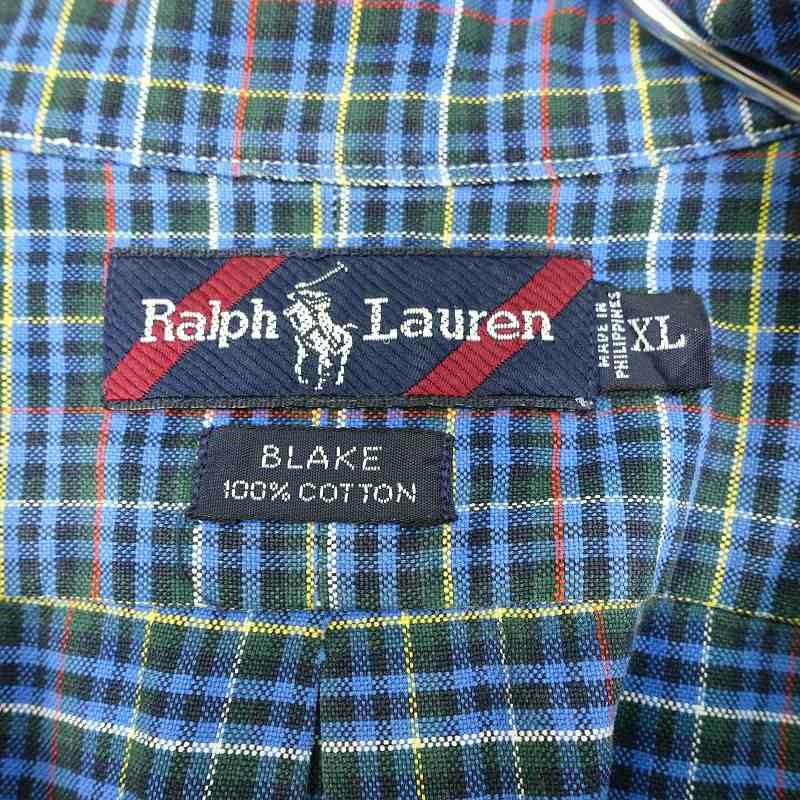 Ralph Lauren
MADE IN
PHILIPPINES
XL
BLAKE
100% COTTON